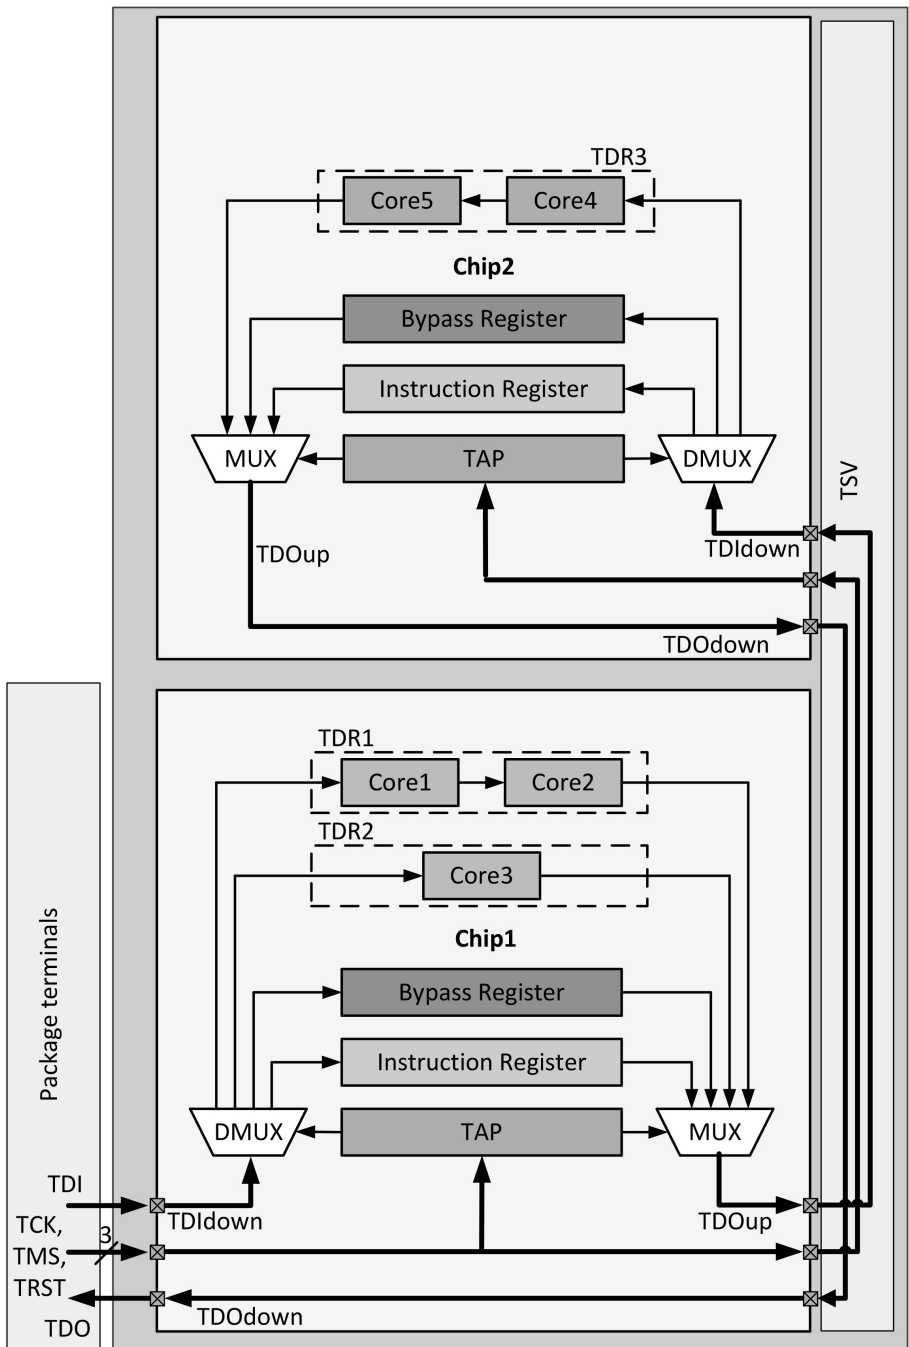 TDR3
Core5
Core4
Chip2
Bypass Register
Instruction Register
MUX
TAP
DMUX
TSV
TDOup
TDIdown
TDOdown
TDR1
Core1
Core2
TDR2
Core3
Chip1
Bypass Register
Instruction Register
DMUX
TAP
MUX
Package terminals
TDI
TDIdown
TDOup
TCK,
3
TMS,
TRST
TDOdown
TDO